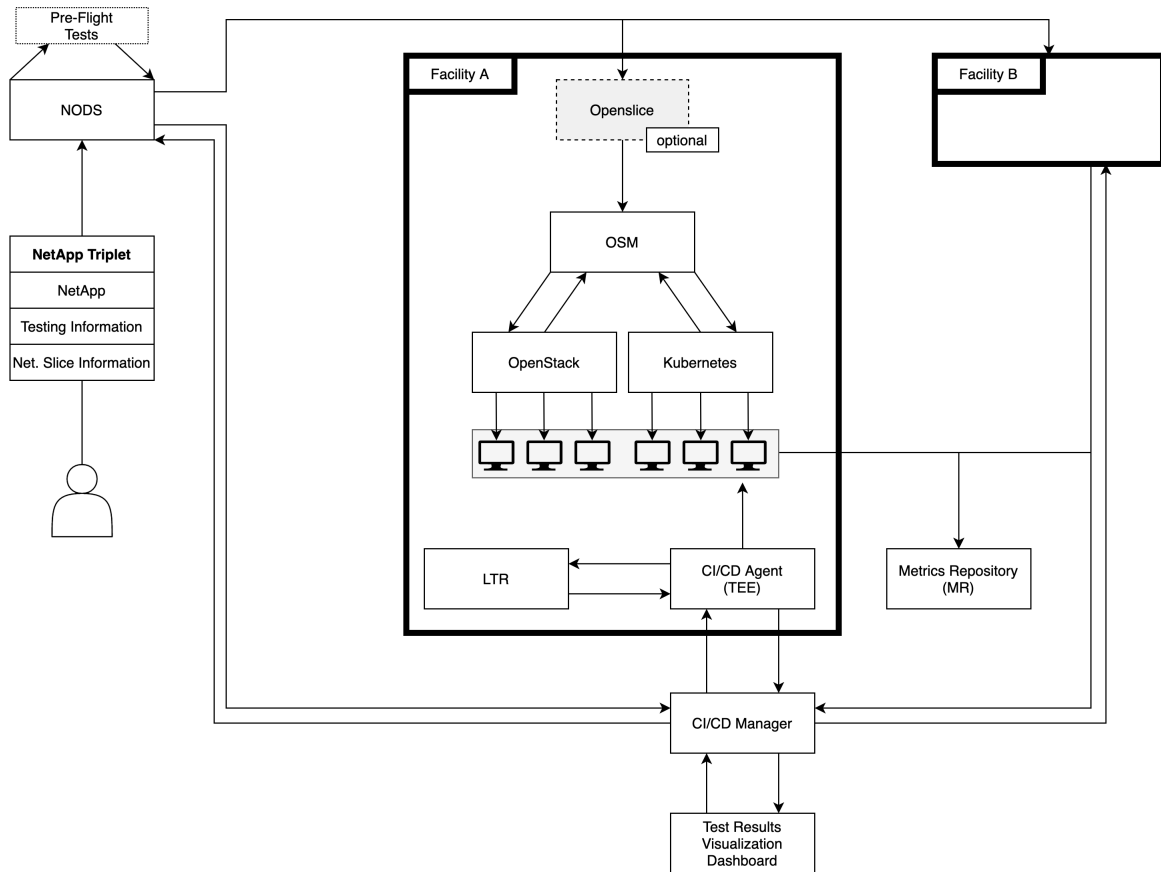 Pre-Flight
Tests
NODS
NetApp Triplet
NetApp
Testing Information
Net. Slice Information
Facility A
Openslice
optional
OSM
OpenStack
Kubernetes
LTR
CI/CD Agent
(TEE)
Facility B
Metrics Repository
(MR)
CI/CD Manager
Test Results
Visualization
Dashboard